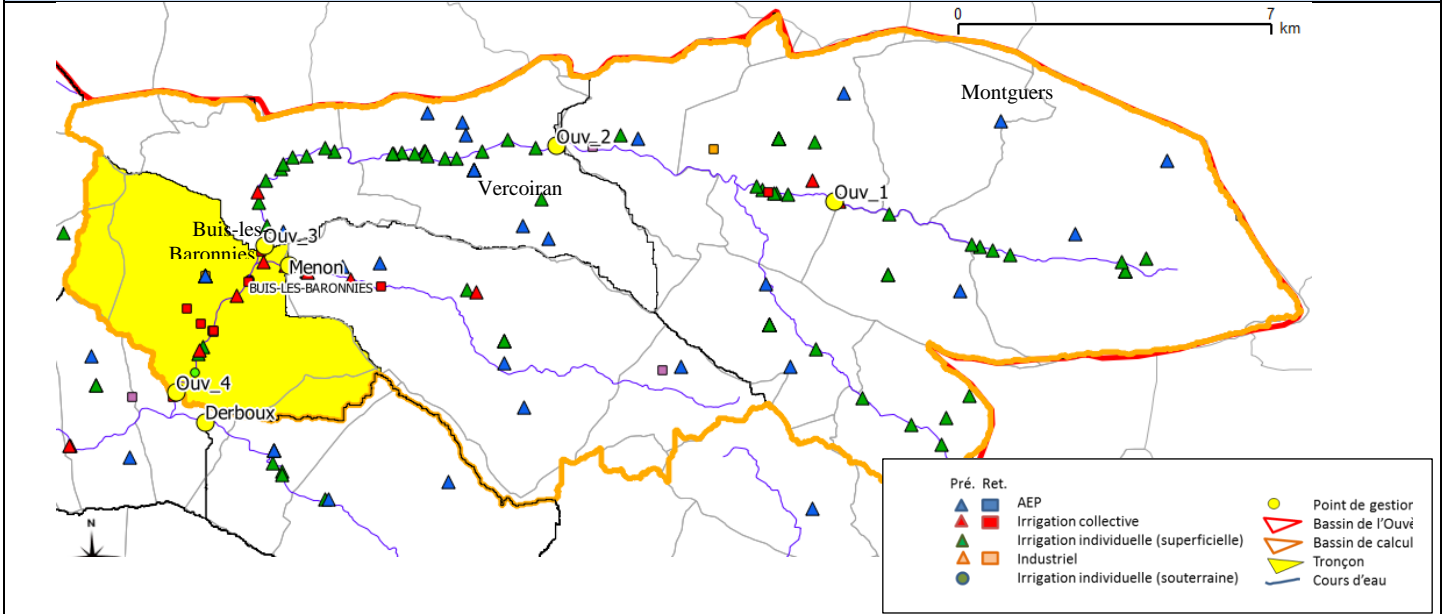 0 7
km
Montguers
Ouv_2
Vercoiran
Ouv_1
Buis-les
Ouv_3
Baronnies
Menon
BUIS-LES-BARONNIES
Ouv_4
Derboux
N
Pré. Ret.
AEP
Irrigation collective
Irrigation individuelle (superficielle)
Industriel
Irrigation individuelle (souterraine)
Point de gestior
Bassin de l'Ouvè
Bassin de calcul
Tronçon
Cours d'eau